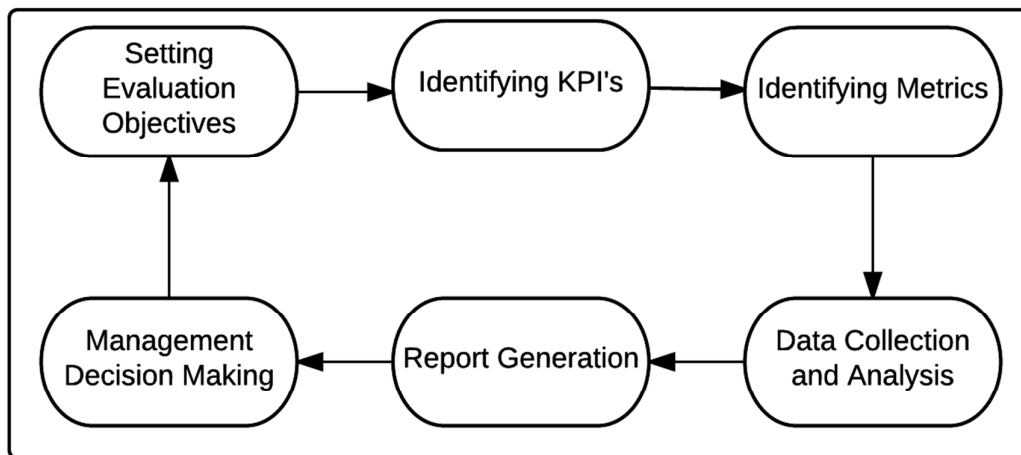 Setting
Evaluation
Objectives
Identifying KPI's
Identifying Metrics
Management
Decision Making
Report Generation
Data Collection
and Analysis